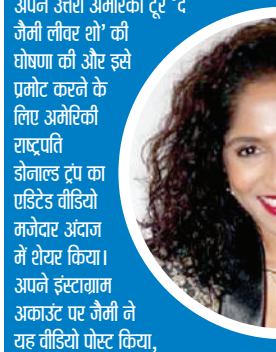 अपने उत्तरी अमेरिकी टूर ‘द
जैमी लीवर शो’ की
घोषणा की और इसे
प्रमोट करने के
लिए अमेरिकी
राष्ट्रपति
डोनाल्ड ट्रंप का
एडिटेड वीडियो
मजेदार अंदाज
में शेयर किया।
अपने इंस्टाग्राम
अकाउंट पर जैमी ने
यह वीडियो पोस्ट किया,